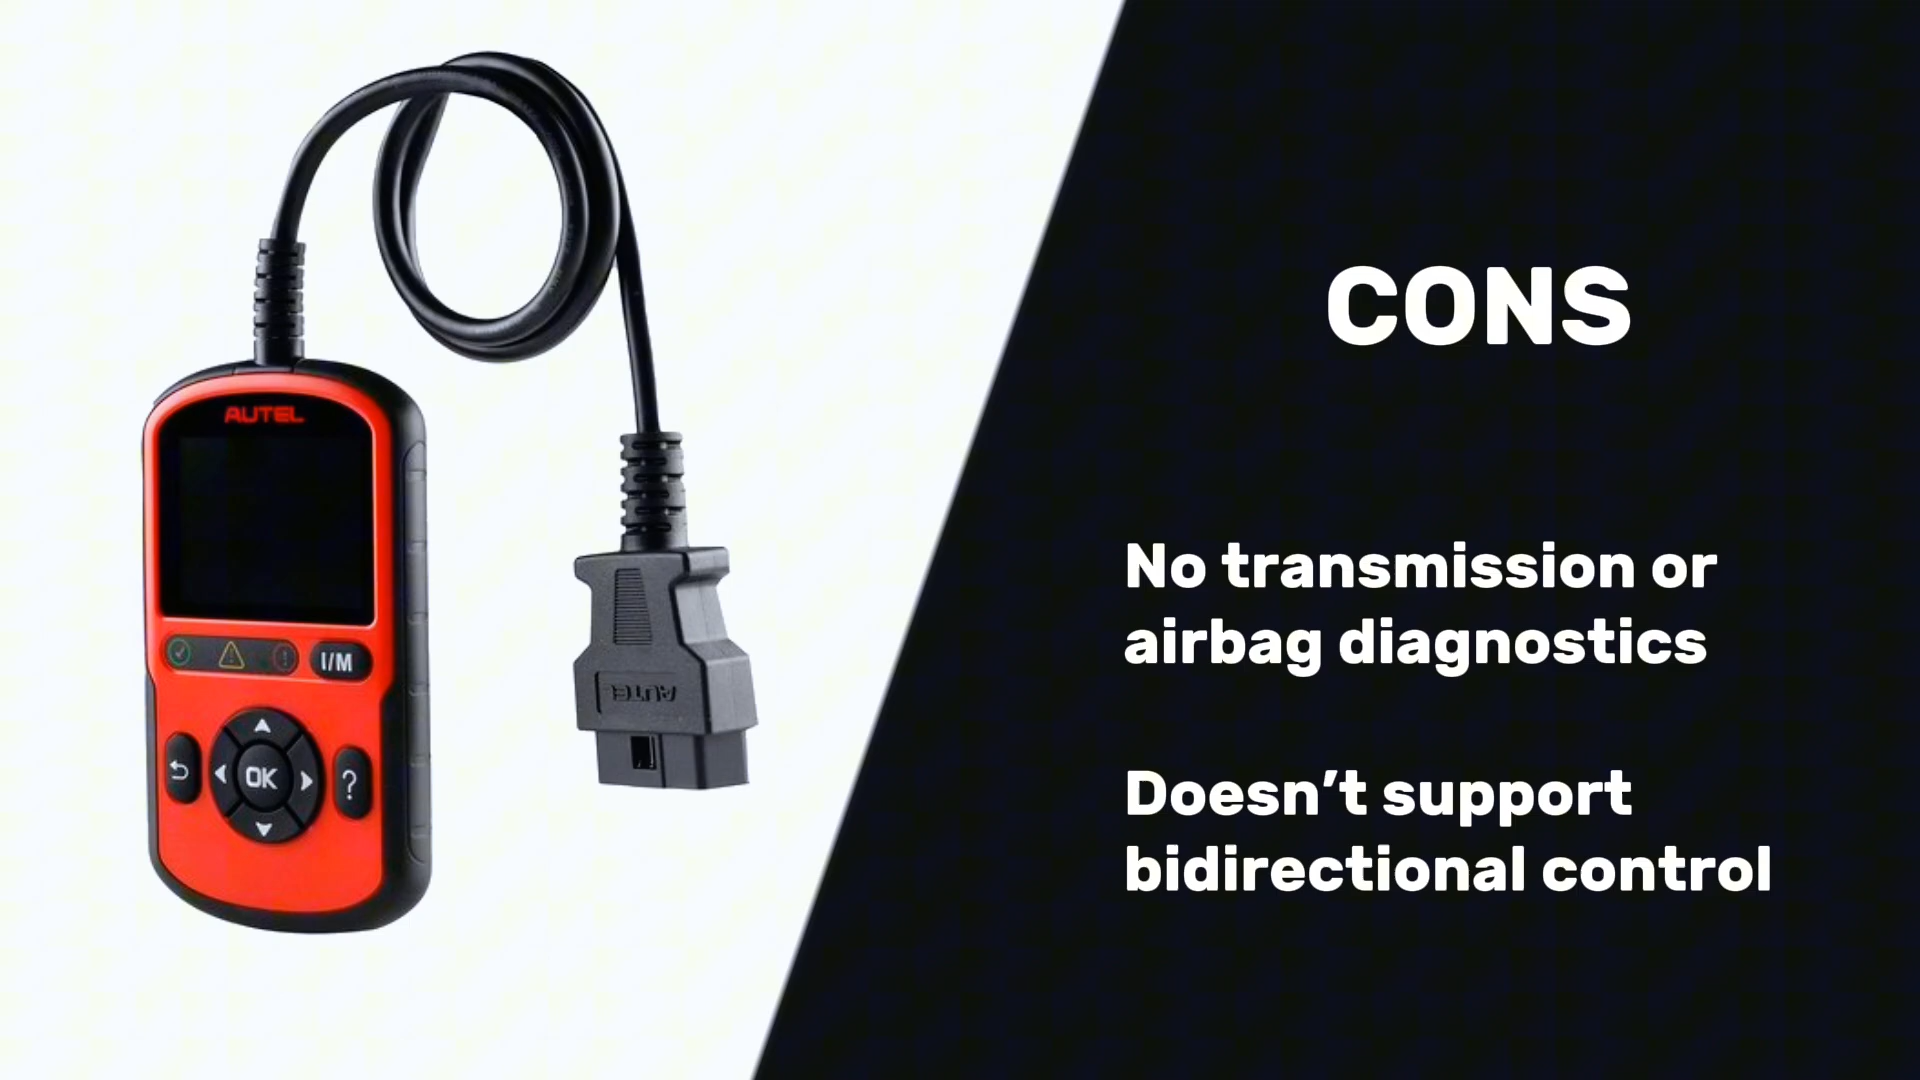 CONS
AUTEL
No transmission or
airbag diagnostics
I/M
AUTEL
OK
?
Doesn’t support
bidirectional control